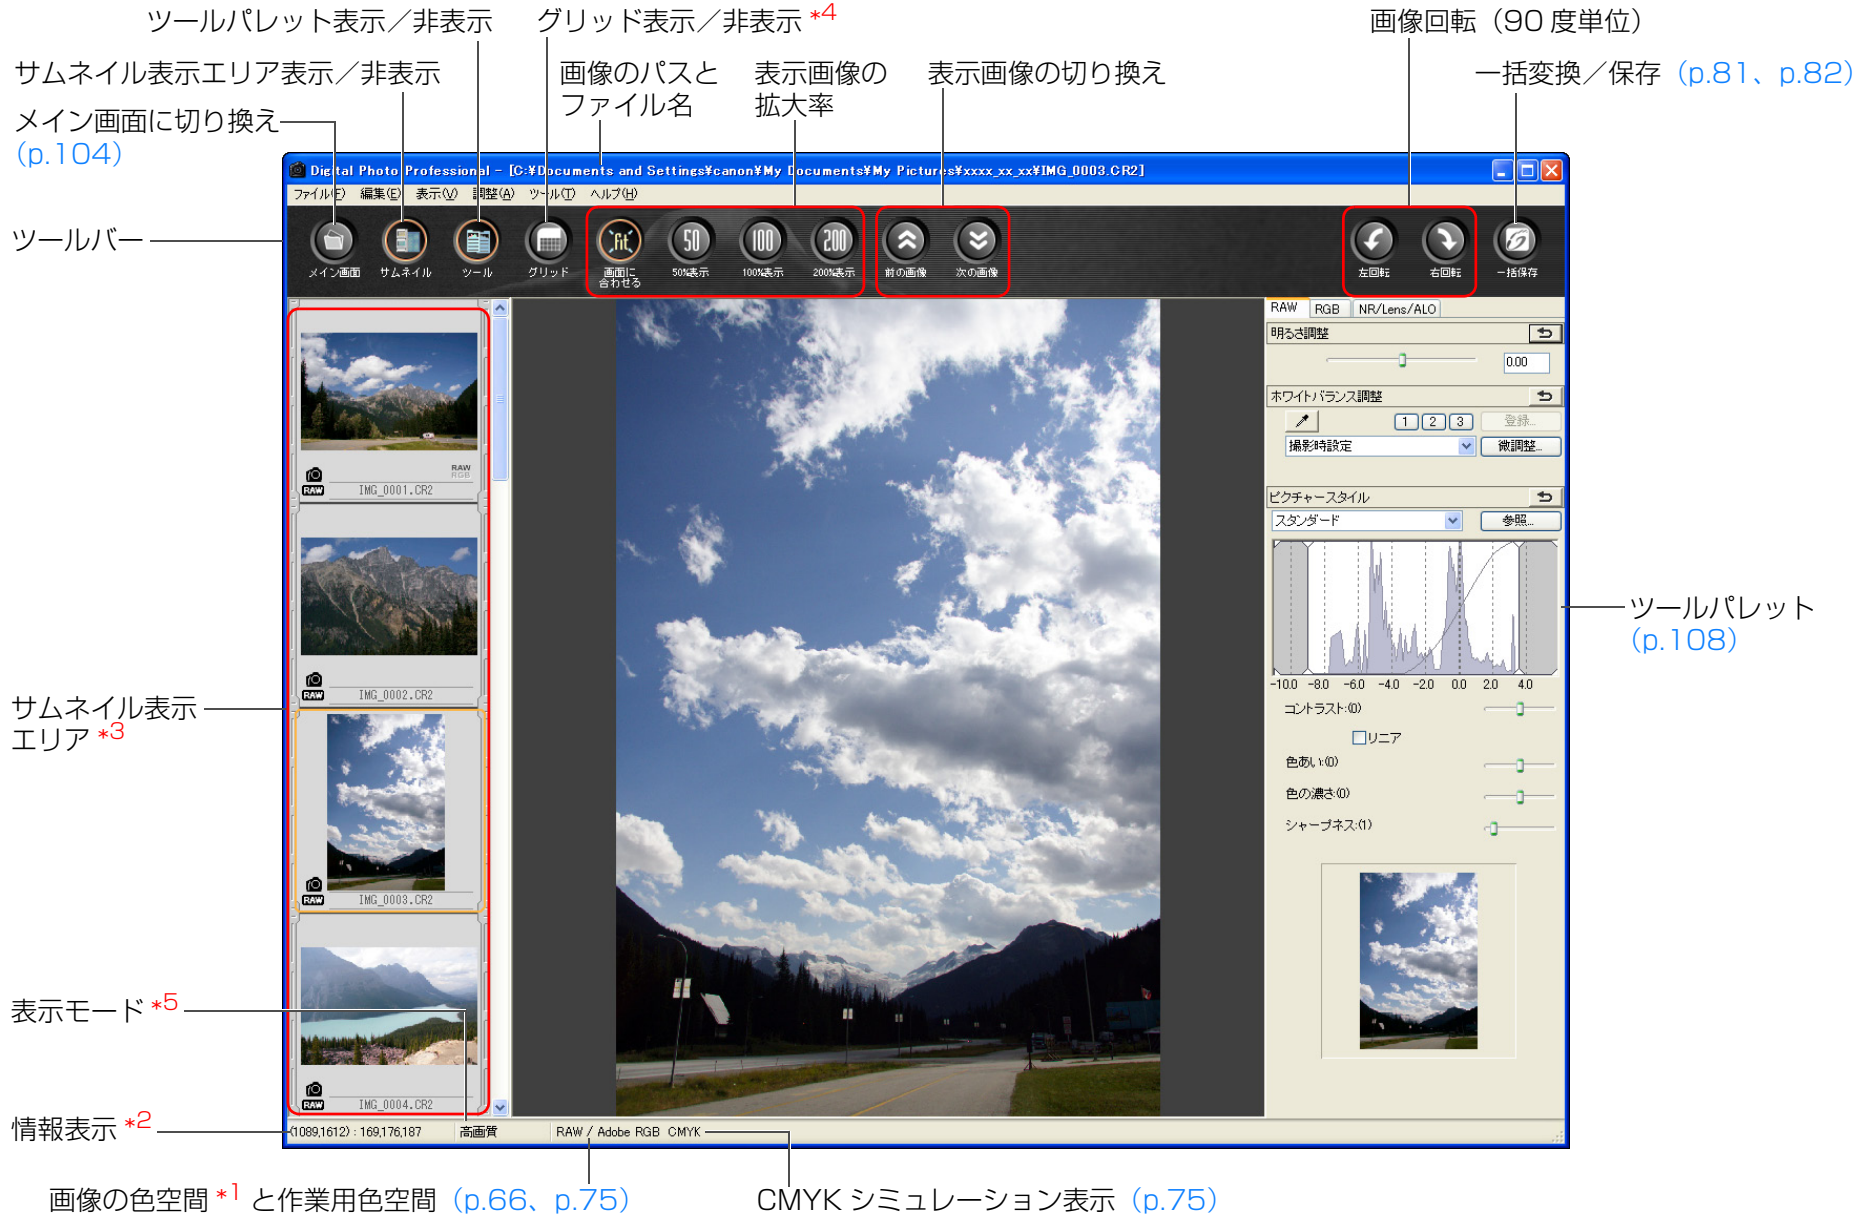 ツールパレット表示／非表示
グリッド表示／非表示 *4
画像回転（90 度単位）
サムネイル表示エリア表示／非表示
画像のパスと
ファイル名
表示画像の
拡大率
表示画像の切り換え
一括変換／保存（p.81、p.82）
メイン画面に切り換え
（p.104）
Digital Photo Professional - [C:¥Documents and Settings¥canon¥My Documents¥My Pictures¥xxxx_xx_xx¥IMG_0003.CR2]
ファイル(F) 編集(E) 表示(V) 調整(A) ツール(T) ヘルプ(H)
ツールバー
fit 50 100 200
メイン画面 サムネイル ツール グリッド 画面に合わせる 50%表示 100%表示 200%表示 前の画像 次の画像 左回転 右回転 一括保存
RAW RGB NR/Lens/ALO
明るさ調整
0.00
ホワイトバランス調整
1 2 3 登録...
撮影時設定 微調整...
ピクチャースタイル
スタンダード 参照...
-10.0 -8.0 -6.0 -4.0 -2.0 0.0 2.0 4.0
コントラスト:(0)
リニア
色あい:(0)
色の濃さ:(0)
シャープネス:(1)
ツールパレット
（p.108）
RAW
RGB
RAW IMG_0001.CR2
RAW IMG_0002.CR2
サムネイル表示
エリア *3
RAW IMG_0003.CR2
表示モード *5
RAW IMG_0004.CR2
情報表示 *2
(1089,1612) : 169,176,187 高画質 RAW / Adobe RGB CMYK
画像の色空間 *1 と作業用色空間（p.66、p.75）
CMYK シミュレーション表示（p.75）